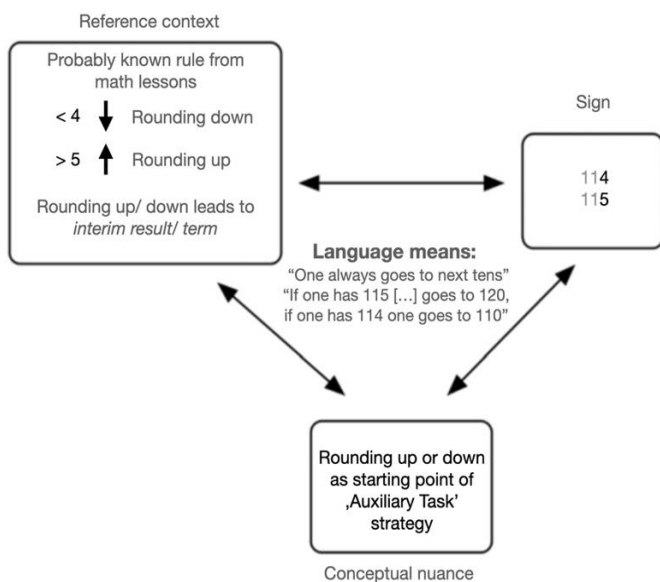 Reference context
Probably known rule from
math lessons
< 4 Rounding down
> 5 Rounding up
Rounding up/ down leads to
interim result/ term
Sign
114
115
Language means:
“One always goes to next tens”
“If one has 115 [...] goes to 120,
if one has 114 one goes to 110”
Rounding up or down
as starting point of
‚Auxiliary Task’
strategy
Conceptual nuance